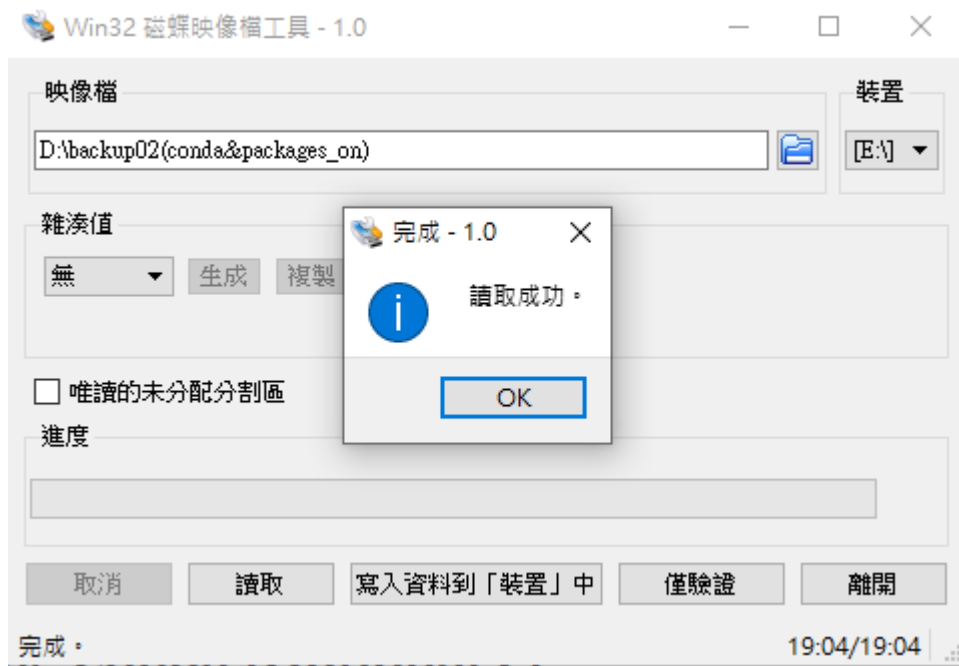 Win32 磁蝶映像檔工具 - 1.0
映像檔
裝置
D:\backup02(conda&packages_on)
[E:\]
雜湊值
無
生成
複製
完成 - 1.0
讀取成功。
OK
唯讀的未分配分割區
進度
取消
讀取
寫入資料到「裝置」中
僅驗證
離開
完成。
19:04/19:04